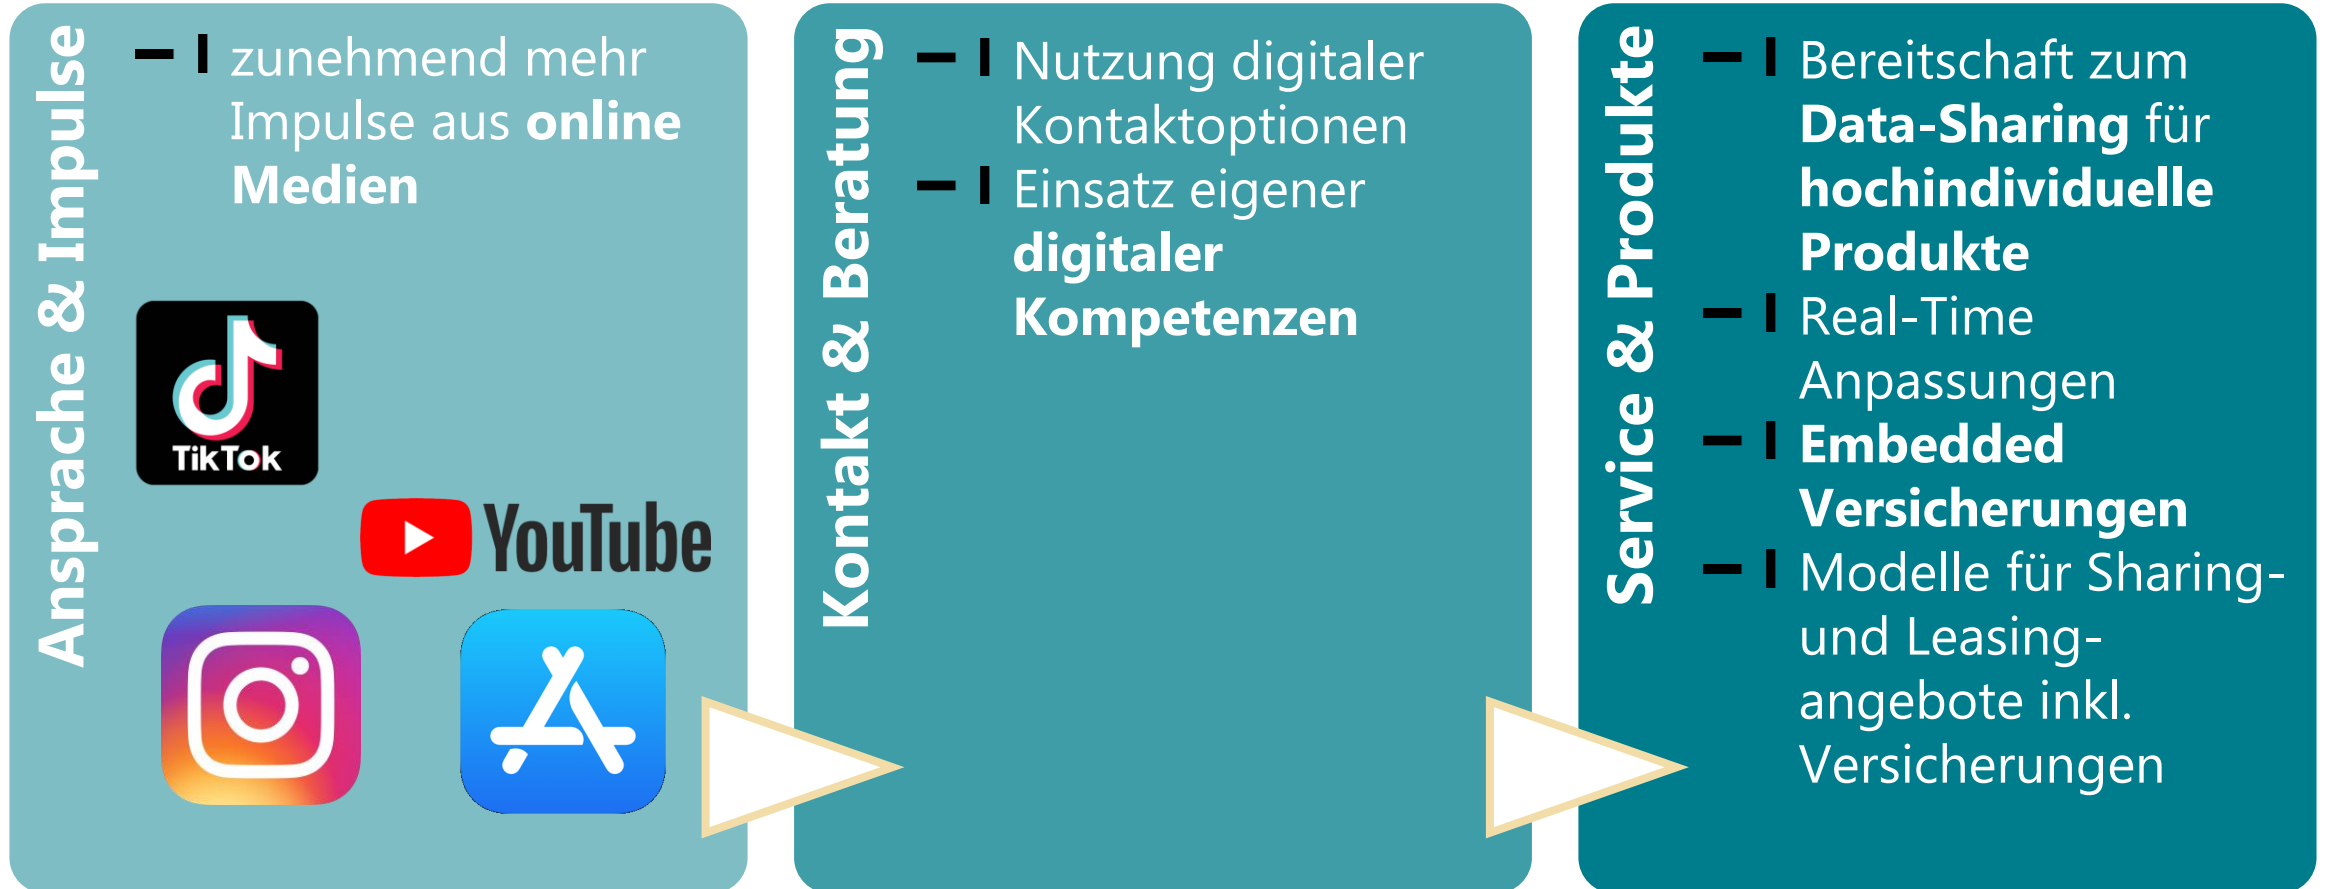 Ansprache & Impulse
zunehmend mehr
Impulse aus online
Medien
TikTok
YouTube
Kontakt & Beratung
Nutzung digitaler
Kontaktoptionen
Einsatz eigener
digitaler
Kompetenzen
Service & Produkte
Bereitschaft zum
Data-Sharing für
hochindividuelle
Produkte
Real-Time
Anpassungen
Embedded
Versicherungen
Modelle für Sharing-
und Leasing-
angebote inkl.
Versicherungen